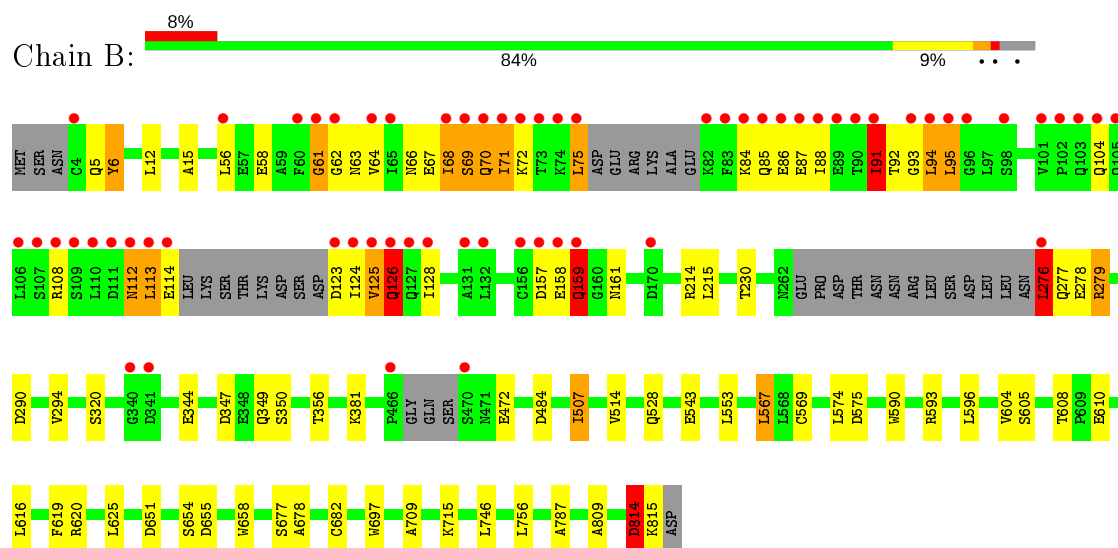 8%
Chain B:
84% 9% • • •
MET SER ASN C4 Q5 Y6 L12 A15 L56 E57 E58 A59 F60 G61 G62 N63 V64 I65 N66 E67 I68 S69 Q70 I71 K72 T73 K74 L75 ASP GLU ARG LYS ALA GLU K82 F83 K84 Q85 E86 E87 I88 E89 T90 I91 T92 G93 L94 L95 G96 L97 S98 V101 P102 Q103 Q104
L106 S107 R108 S109 L110 D111 N112 L113 E114 LEU LYS SER THR LYS ASP SER ASP D123 I124 V125 Q126 Q127 I128 A131 L132 C156 D157 E158 Q159 G160 N161 D170 R214 L215 T230 N262 GLU PRO ASP THR ASN ASN ARG LEU SER ASP LEU LEU ASN L276 Q277 E278 R279
D290 V294 S320 G340 D341 E344 D347 E348 Q349 S350 T356 K381 P466 GLY GLN SER S470 N471 E472 D484 I507 V514 Q528 E543 L553 L567 L568 C569 L574 D575 W590 R593 L596 V604 S605 T608 P609 E610
L616 F619 R620 L625 D651 S654 D655 W658 S677 A678 C682 W697 A709 K715 L746 L756 A787 A809 D814 K815 ASP